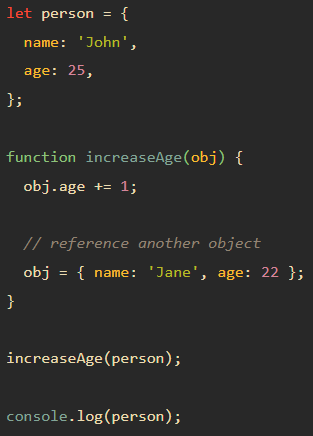 let person = {
  name: 'John',
  age: 25,
};

function increaseAge(obj) {
  obj.age += 1;

  // reference another object
  obj = { name: 'Jane', age: 22 };
}

increaseAge(person);

console.log(person);